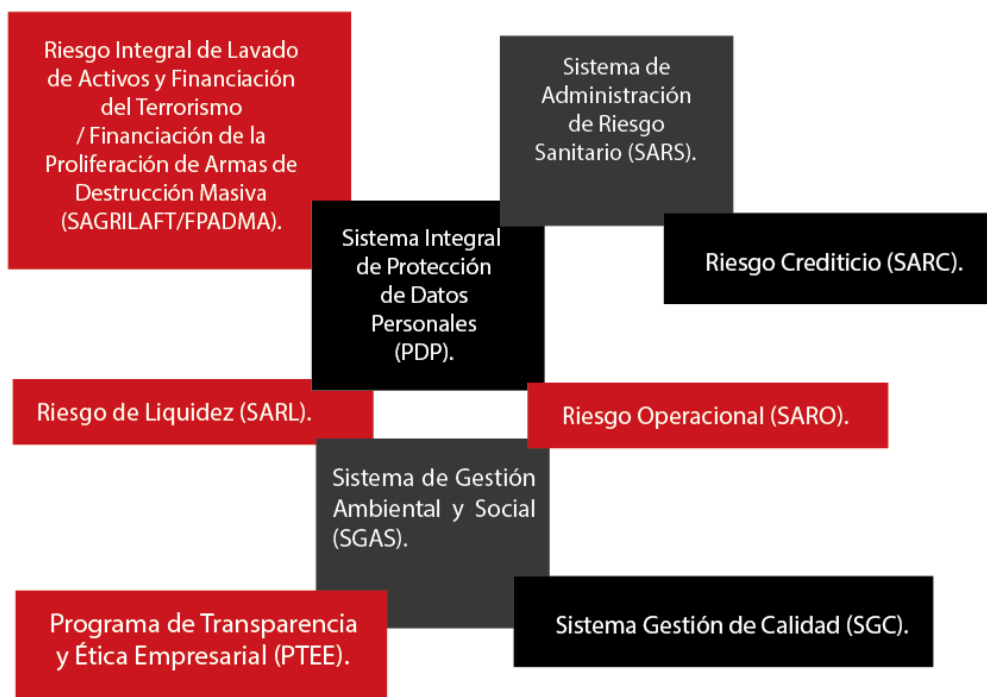 Riesgo Integral de Lavado
de Activos y Financiación
del Terrorismo
/ Financiación de la
Proliferación de Armas de
Destrucción Masiva
(SAGRILAFT/FPADMA).
Sistema de
Administración
de Riesgo
Sanitario (SARS).
Sistema Integral
de Protección
de Datos
Personales
(PDP).
Riesgo Crediticio (SARC).
Riesgo de Liquidez (SARL).
Riesgo Operacional (SARO).
Sistema de Gestión
Ambiental y Social
(SGAS).
Programa de Transparencia
y Ética Empresarial (PTEE).
Sistema Gestión de Calidad (SGC).